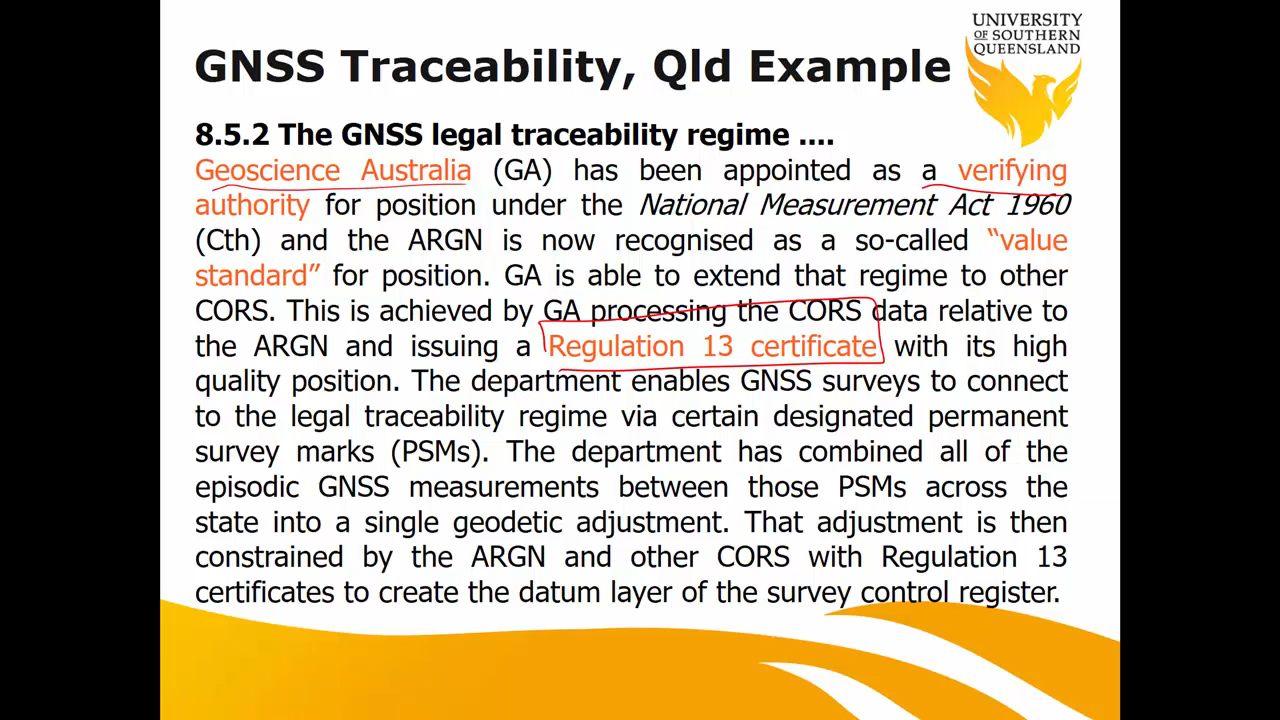 UNIVERSITY
OF SOUTHERN
QUEENSLAND
GNSS Traceability, Qld Example
8.5.2 The GNSS legal traceability regime ....
Geoscience Australia (GA) has been appointed as a verifying
authority for position under the National Measurement Act 1960
(Cth) and the ARGN is now recognised as a so-called “value
standard” for position. GA is able to extend that regime to other
CORS. This is achieved by GA processing the CORS data relative to
the ARGN and issuing a Regulation 13 certificate with its high
quality position. The department enables GNSS surveys to connect
to the legal traceability regime via certain designated permanent
survey marks (PSMs). The department has combined all of the
episodic GNSS measurements between those PSMs across the
state into a single geodetic adjustment. That adjustment is then
constrained by the ARGN and other CORS with Regulation 13
certificates to create the datum layer of the survey control register.